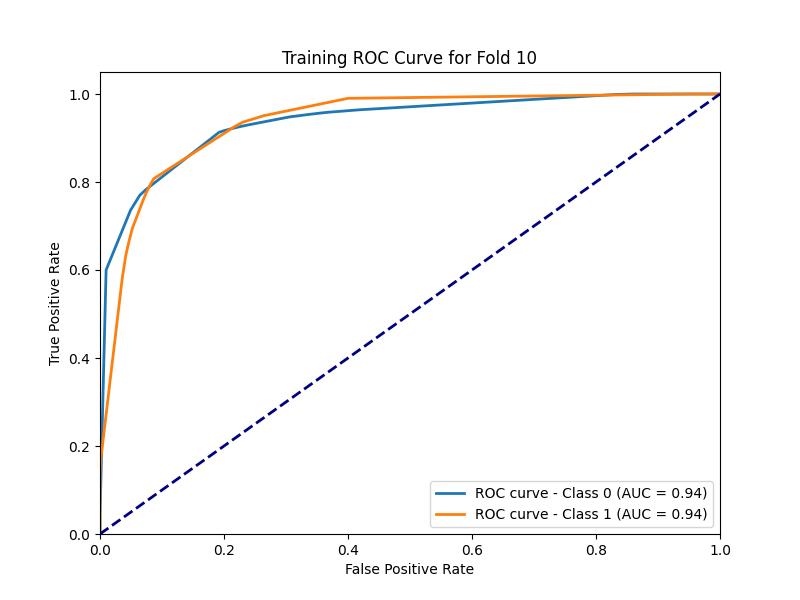 Training ROC Curve for Fold 10
True Positive Rate
1.0
0.8
0.6
0.4
0.2
0.0
0.0 0.2 0.4 0.6 0.8 1.0
False Positive Rate
ROC curve - Class 0 (AUC = 0.94)
ROC curve - Class 1 (AUC = 0.94)